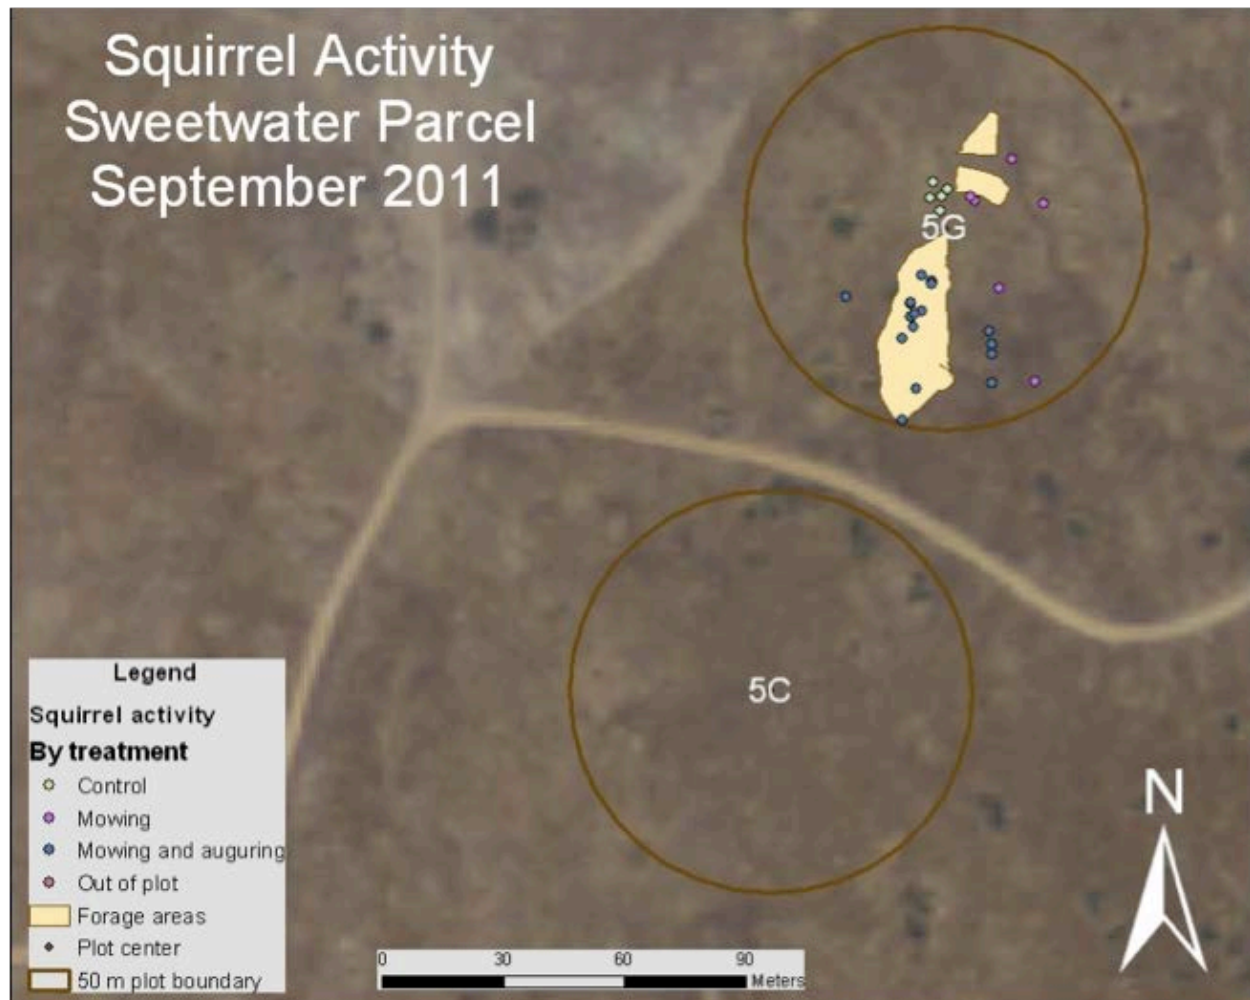 Squirrel Activity
Sweetwater Parcel
September 2011
5G
5C
Legend
Squirrel activity
By treatment
Control
Mowing
Mowing and auguring
Out of plot
Forage areas
Plot center
50 m plot boundary
0 30 60 90
Meters
N